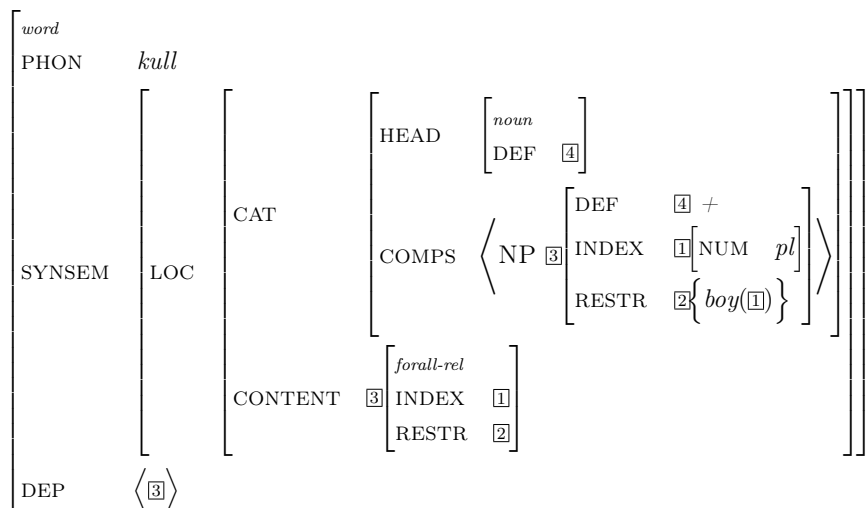 word
PHON kull
HEAD noun
DEF 4
CAT
COMPS ⟨ NP 3 DEF 4 +
INDEX 1 [NUM pl]
RESTR 2 { boy(1) } ⟩
SYNSEM LOC
CONTENT 3 forall-rel
INDEX 1
RESTR 2
DEP ⟨ 3 ⟩